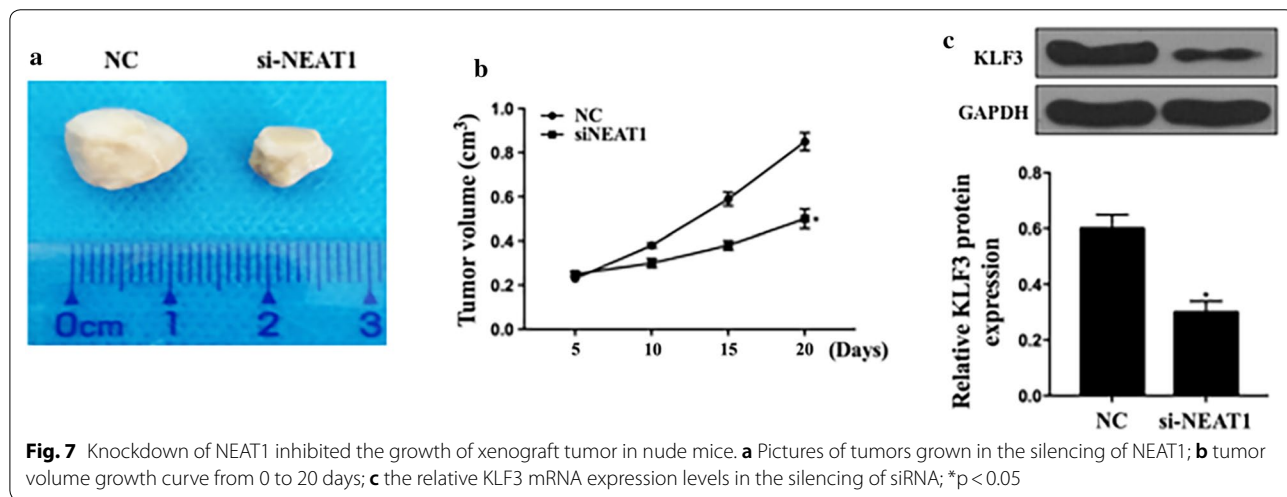 a
NC si-NEAT1
0cm 1 2 3
b
NC
siNEAT1
Tumor volume (cm³)
1.0
0.8
0.6
0.4
0.2
0.0
*
5 10 15 20 (Days)
c
KLF3
GAPDH
Relative KLF3 protein
expression
0.8
0.6
0.4
0.2
0.0
*
NC si-NEAT1
Fig. 7 Knockdown of NEAT1 inhibited the growth of xenograft tumor in nude mice. a Pictures of tumors grown in the silencing of NEAT1; b tumor
volume growth curve from 0 to 20 days; c the relative KLF3 mRNA expression levels in the silencing of siRNA; *p < 0.05